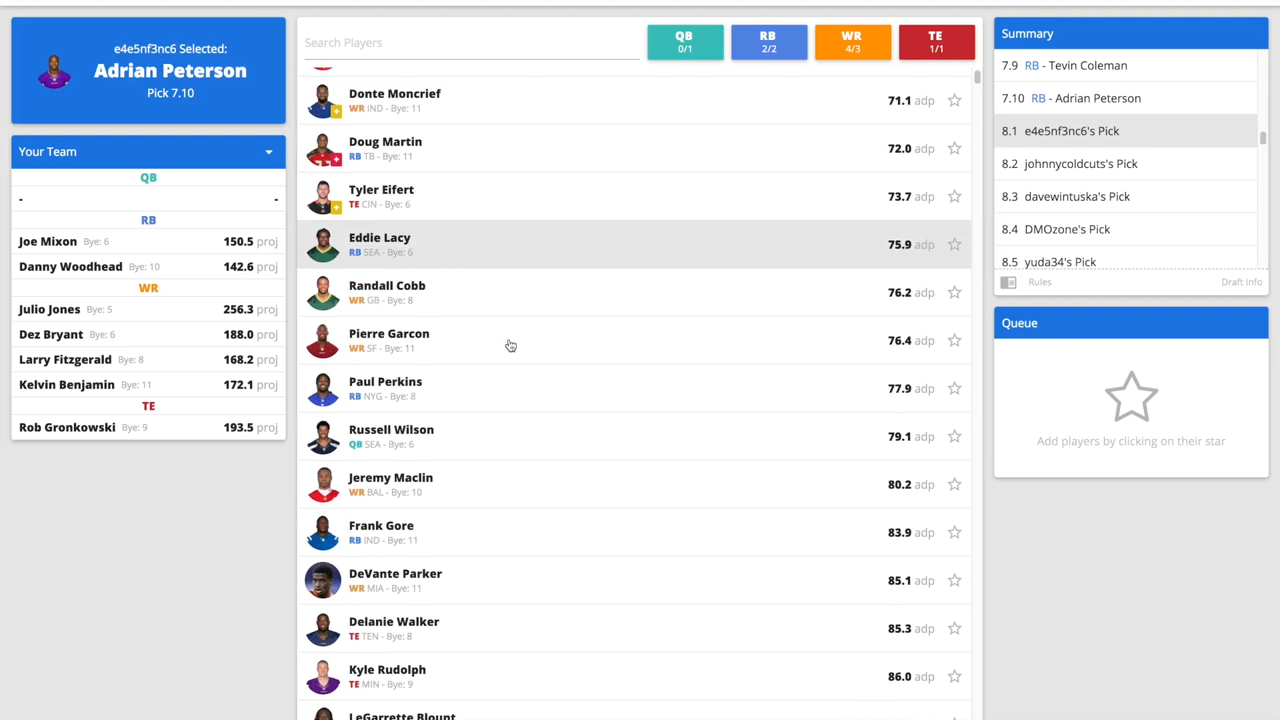 e4e5nf3nc6 Selected:
Adrian Peterson
Pick 7.10
Your Team
QB
- -
RB
Joe Mixon Bye: 6 150.5 proj
Danny Woodhead Bye: 10 142.6 proj
WR
Julio Jones Bye: 5 256.3 proj
Dez Bryant Bye: 6 188.0 proj
Larry Fitzgerald Bye: 8 168.2 proj
Kelvin Benjamin Bye: 11 172.1 proj
TE
Rob Gronkowski Bye: 9 193.5 proj
Search Players
QB
0/1
RB
2/2
WR
4/3
TE
1/1
Donte Moncrief
WR IND - Bye: 11
71.1 adp
Doug Martin
RB TB - Bye: 11
72.0 adp
Tyler Eifert
TE CIN - Bye: 6
73.7 adp
Eddie Lacy
RB SEA - Bye: 6
75.9 adp
Randall Cobb
WR GB - Bye: 8
76.2 adp
Pierre Garcon
WR SF - Bye: 11
76.4 adp
Paul Perkins
RB NYG - Bye: 8
77.9 adp
Russell Wilson
QB SEA - Bye: 6
79.1 adp
Jeremy Maclin
WR BAL - Bye: 10
80.2 adp
Frank Gore
RB IND - Bye: 11
83.9 adp
DeVante Parker
WR MIA - Bye: 11
85.1 adp
Delanie Walker
TE TEN - Bye: 8
85.3 adp
Kyle Rudolph
TE MIN - Bye: 9
86.0 adp
LeGarrette Blount
Summary
7.9 RB - Tevin Coleman
7.10 RB - Adrian Peterson
8.1 e4e5nf3nc6's Pick
8.2 johnnycoldcuts's Pick
8.3 davewintuska's Pick
8.4 DMOzone's Pick
8.5 yuda34's Pick
Rules Draft Info
Queue
Add players by clicking on their star